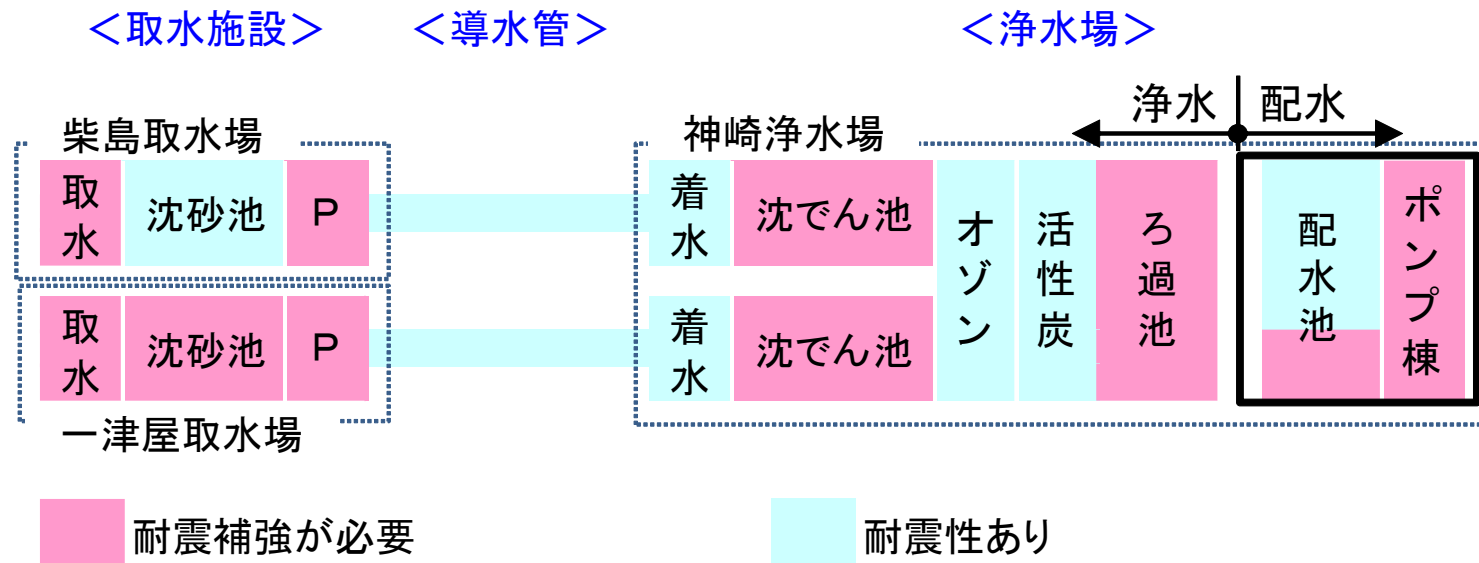 ＜取水施設＞ ＜導水管＞ ＜浄水場＞
浄水 配水
柴島取水場 神崎浄水場
取水 沈砂池 Ｐ 着水 沈でん池 オゾン 活性炭 ろ過池 配水池 ポンプ棟
取水 沈砂池 Ｐ 着水 沈でん池
一津屋取水場
耐震補強が必要 耐震性あり